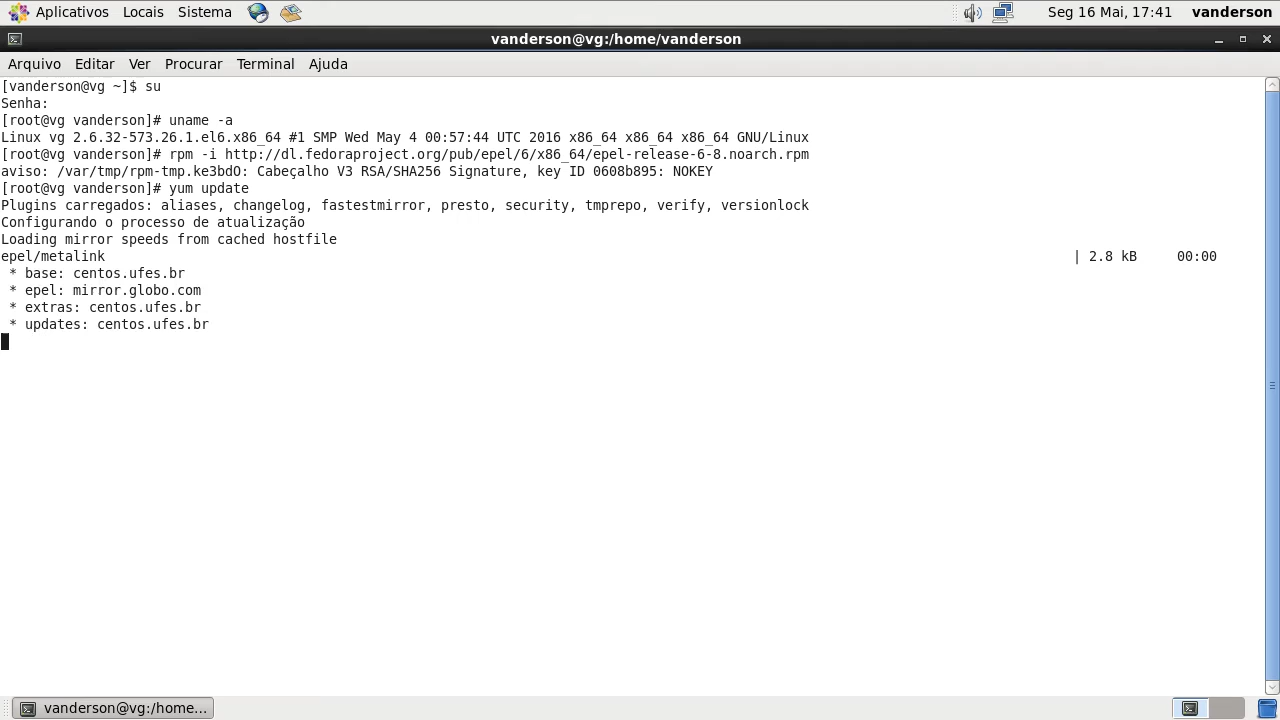 Aplicativos Locais Sistema Seg 16 Mai, 17:41 vanderson
vanderson@vg:/home/vanderson
Arquivo Editar Ver Procurar Terminal Ajuda
[vanderson@vg ~]$ su
Senha:
[root@vg vanderson]# uname -a
Linux vg 2.6.32-573.26.1.el6.x86_64 #1 SMP Wed May 4 00:57:44 UTC 2016 x86_64 x86_64 x86_64 GNU/Linux
[root@vg vanderson]# rpm -i http://dl.fedoraproject.org/pub/epel/6/x86_64/epel-release-6-8.noarch.rpm
aviso: /var/tmp/rpm-tmp.ke3bdO: Cabeçalho V3 RSA/SHA256 Signature, key ID 0608b895: NOKEY
[root@vg vanderson]# yum update
Plugins carregados: aliases, changelog, fastestmirror, presto, security, tmprepo, verify, versionlock
Configurando o processo de atualização
Loading mirror speeds from cached hostfile
epel/metalink | 2.8 kB 00:00
* base: centos.ufes.br
* epel: mirror.globo.com
* extras: centos.ufes.br
* updates: centos.ufes.br
vanderson@vg:/home...